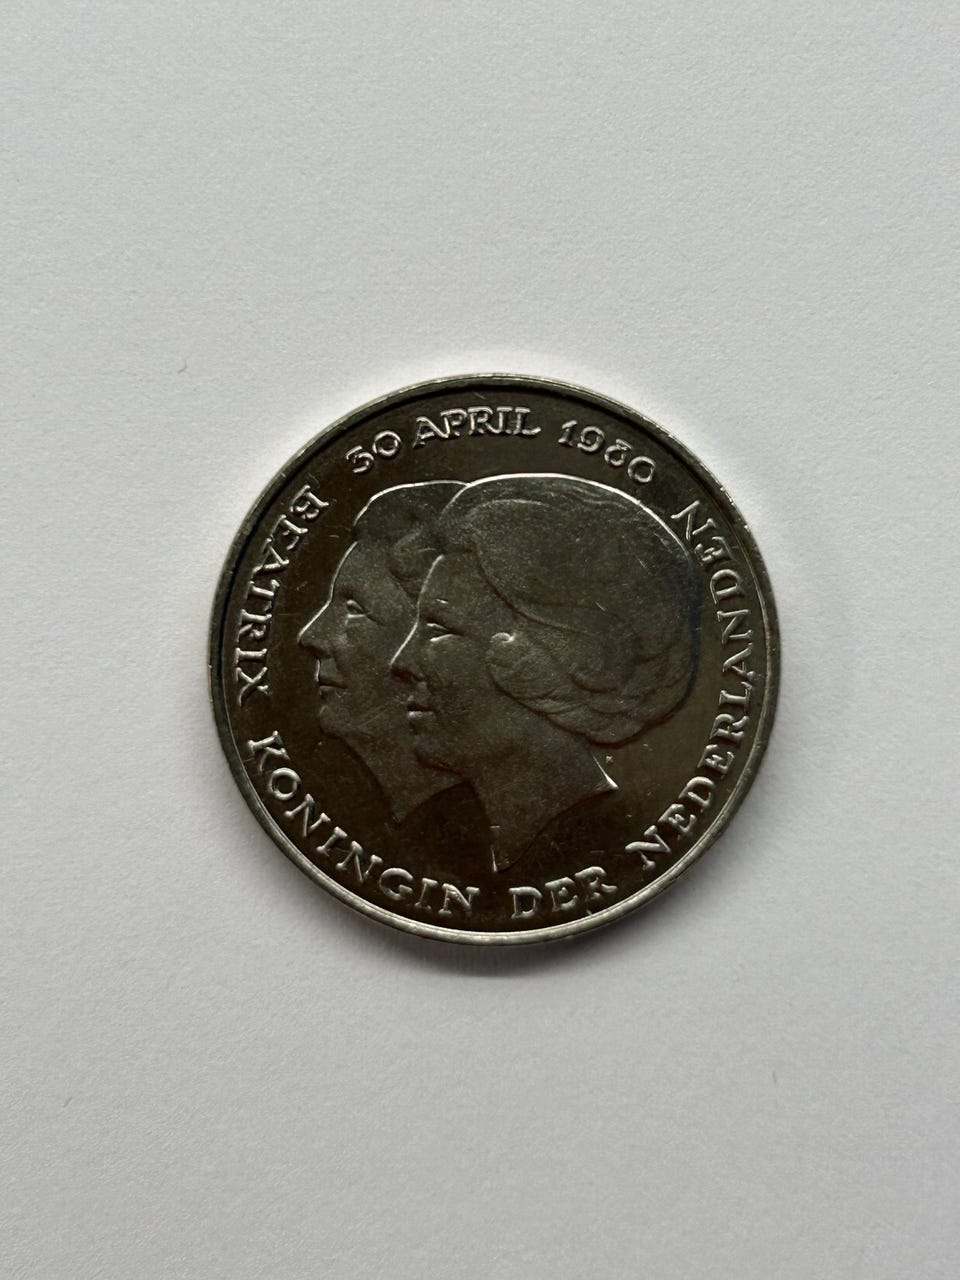 30 APRIL 1980
BEATRIX KONINGIN DER NEDERLANDEN